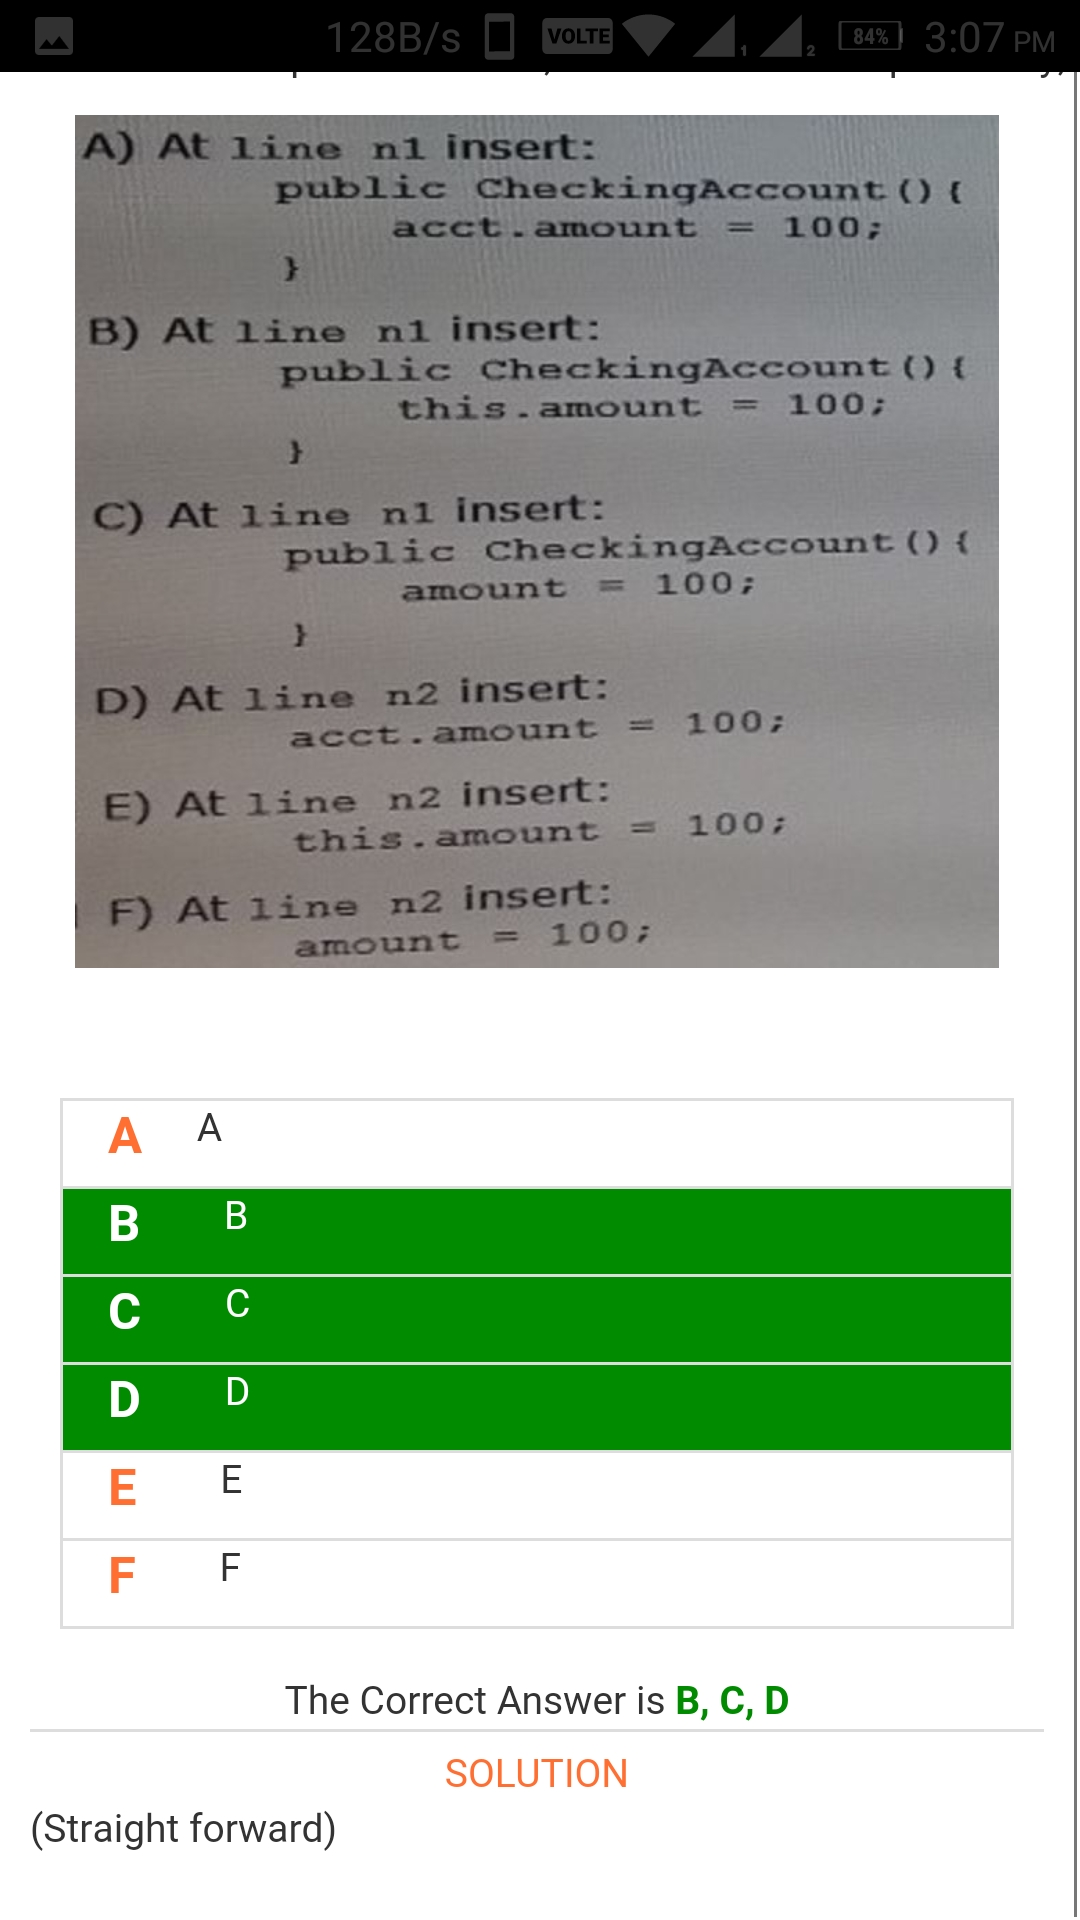 128B/s VOLTE 1 2 84% 3:07 PM
A) At line n1 insert:
public CheckingAccount() {
acct.amount = 100;
}
B) At line n1 insert:
public CheckingAccount() {
this.amount = 100;
}
C) At line n1 insert:
public CheckingAccount() {
amount = 100;
}
D) At line n2 insert:
acct.amount = 100;
E) At line n2 insert:
this.amount = 100;
F) At line n2 insert:
amount = 100;
A A
B B
C C
D D
E E
F F
The Correct Answer is B, C, D
SOLUTION
(Straight forward)